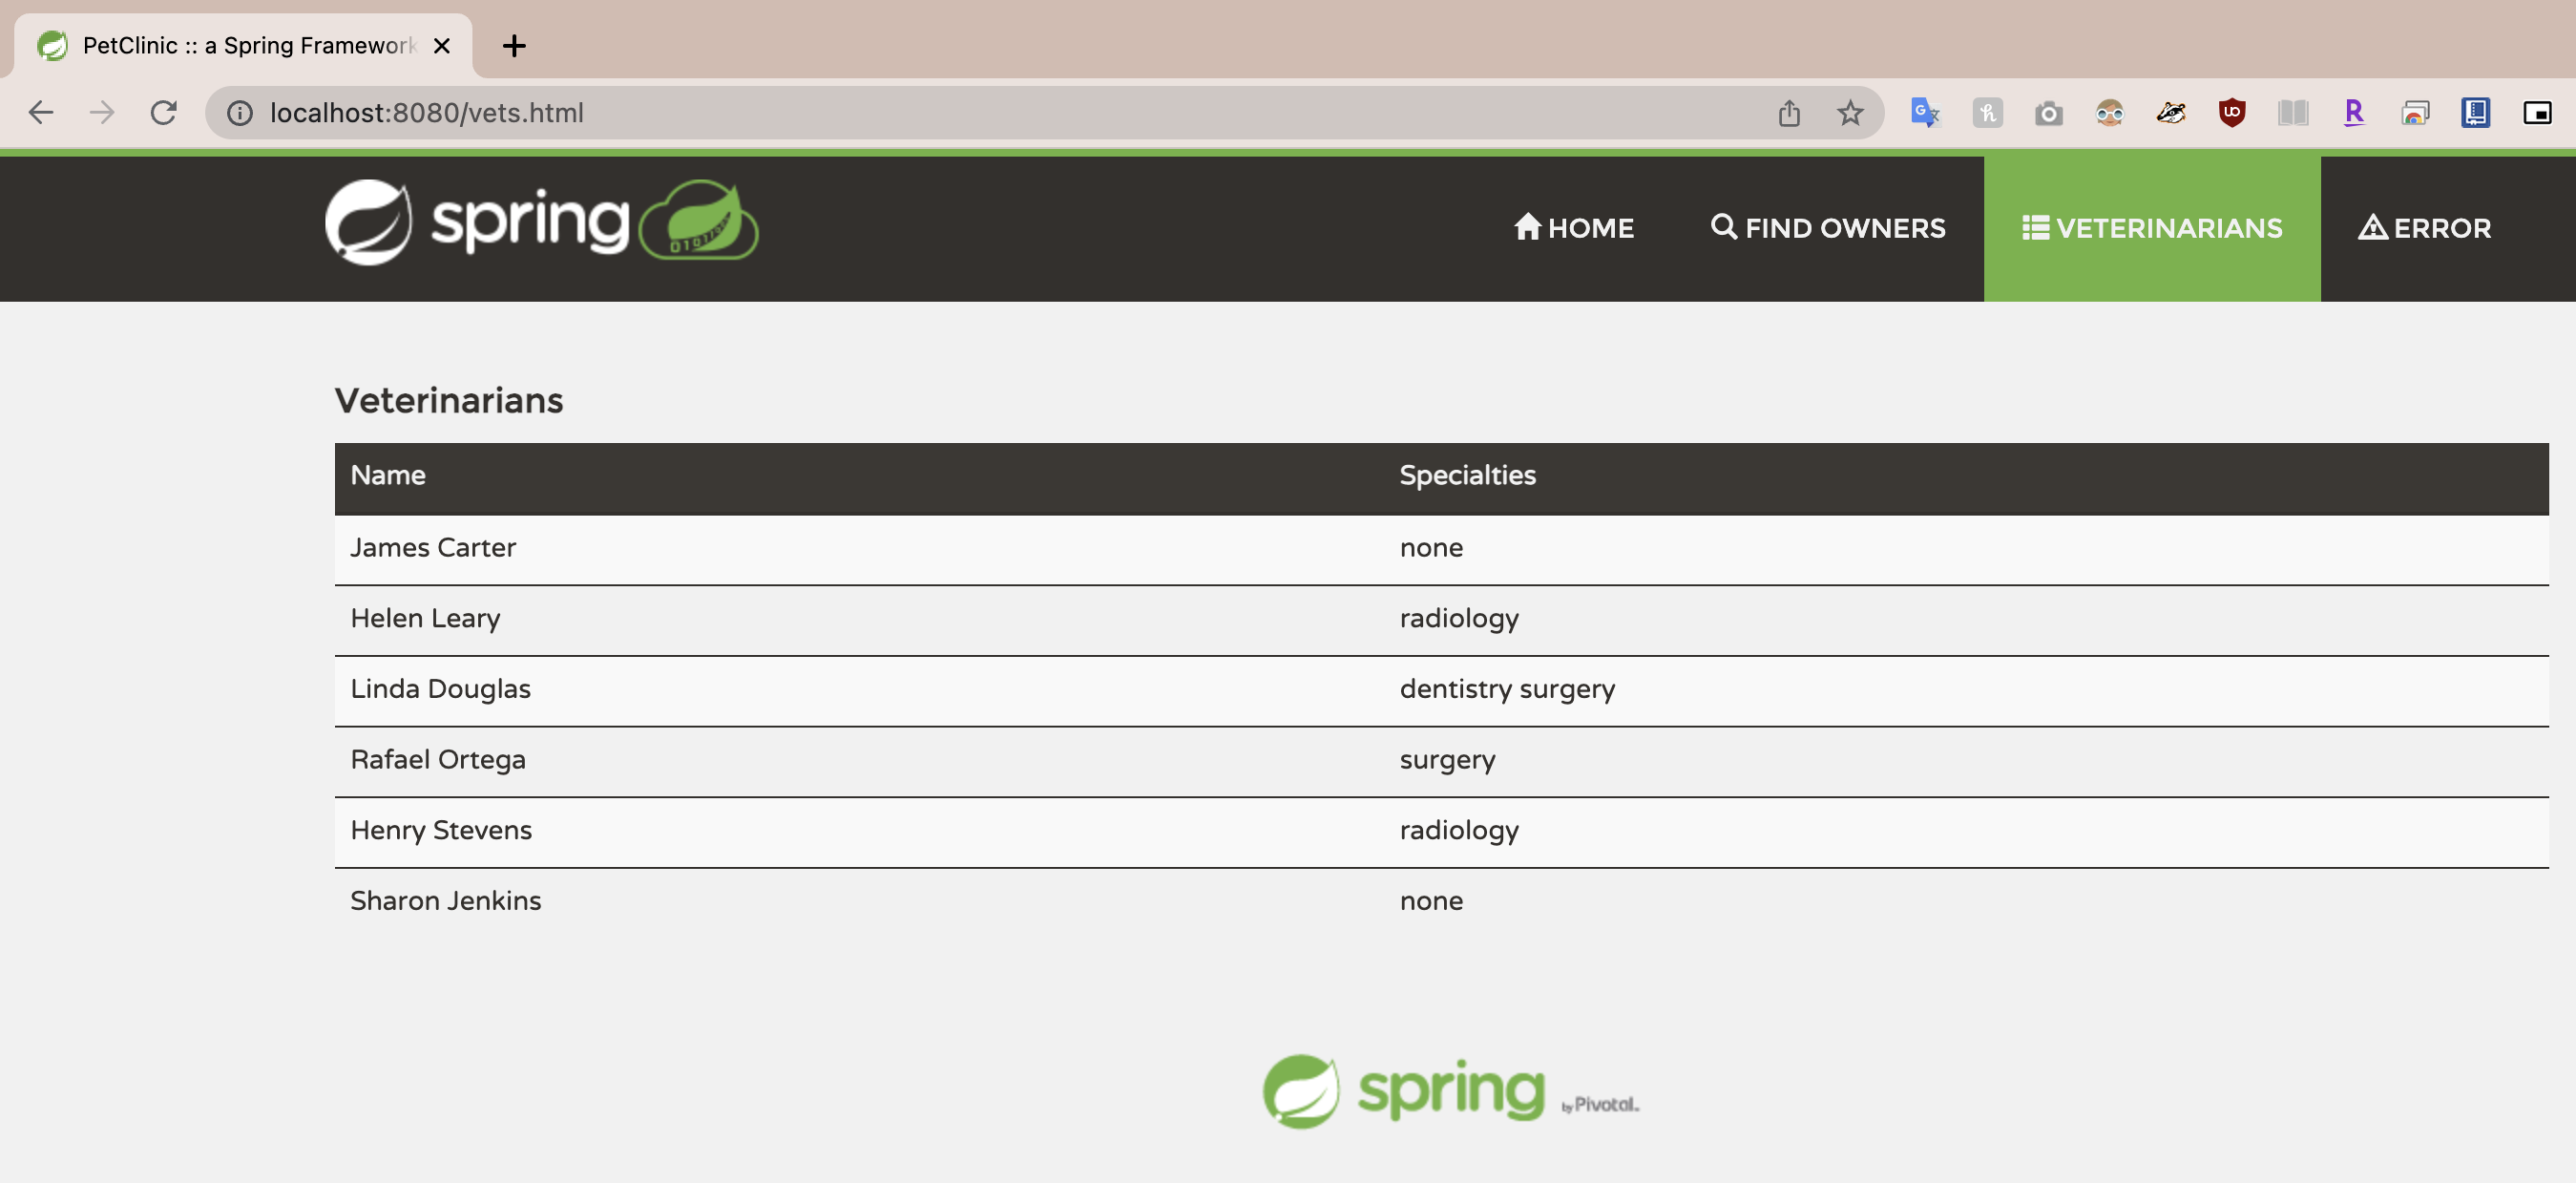 PetClinic :: a Spring Framework
localhost:8080/vets.html
spring
HOME
FIND OWNERS
VETERINARIANS
ERROR
Veterinarians
Name Specialties
James Carter none
Helen Leary radiology
Linda Douglas dentistry surgery
Rafael Ortega surgery
Henry Stevens radiology
Sharon Jenkins none
spring by Pivotal